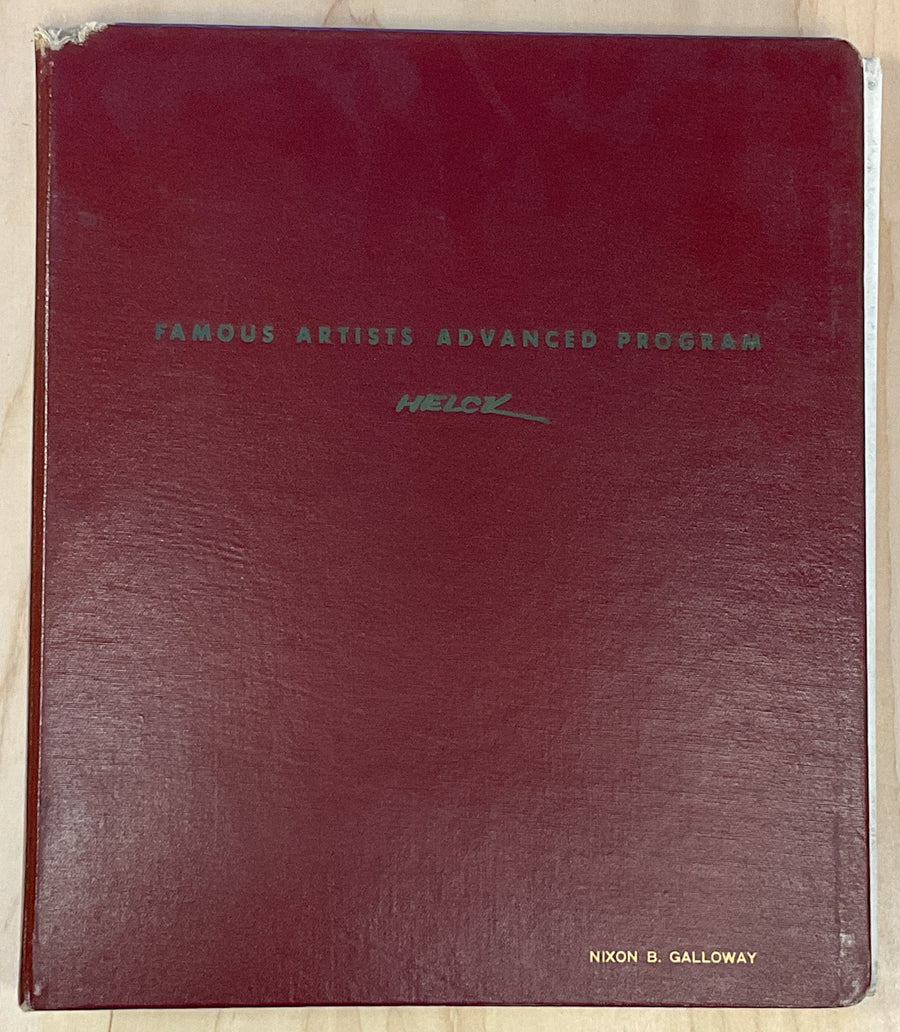 FAMOUS ARTISTS ADVANCED PROGRAM
HELCK
NIXON B. GALLOWAY